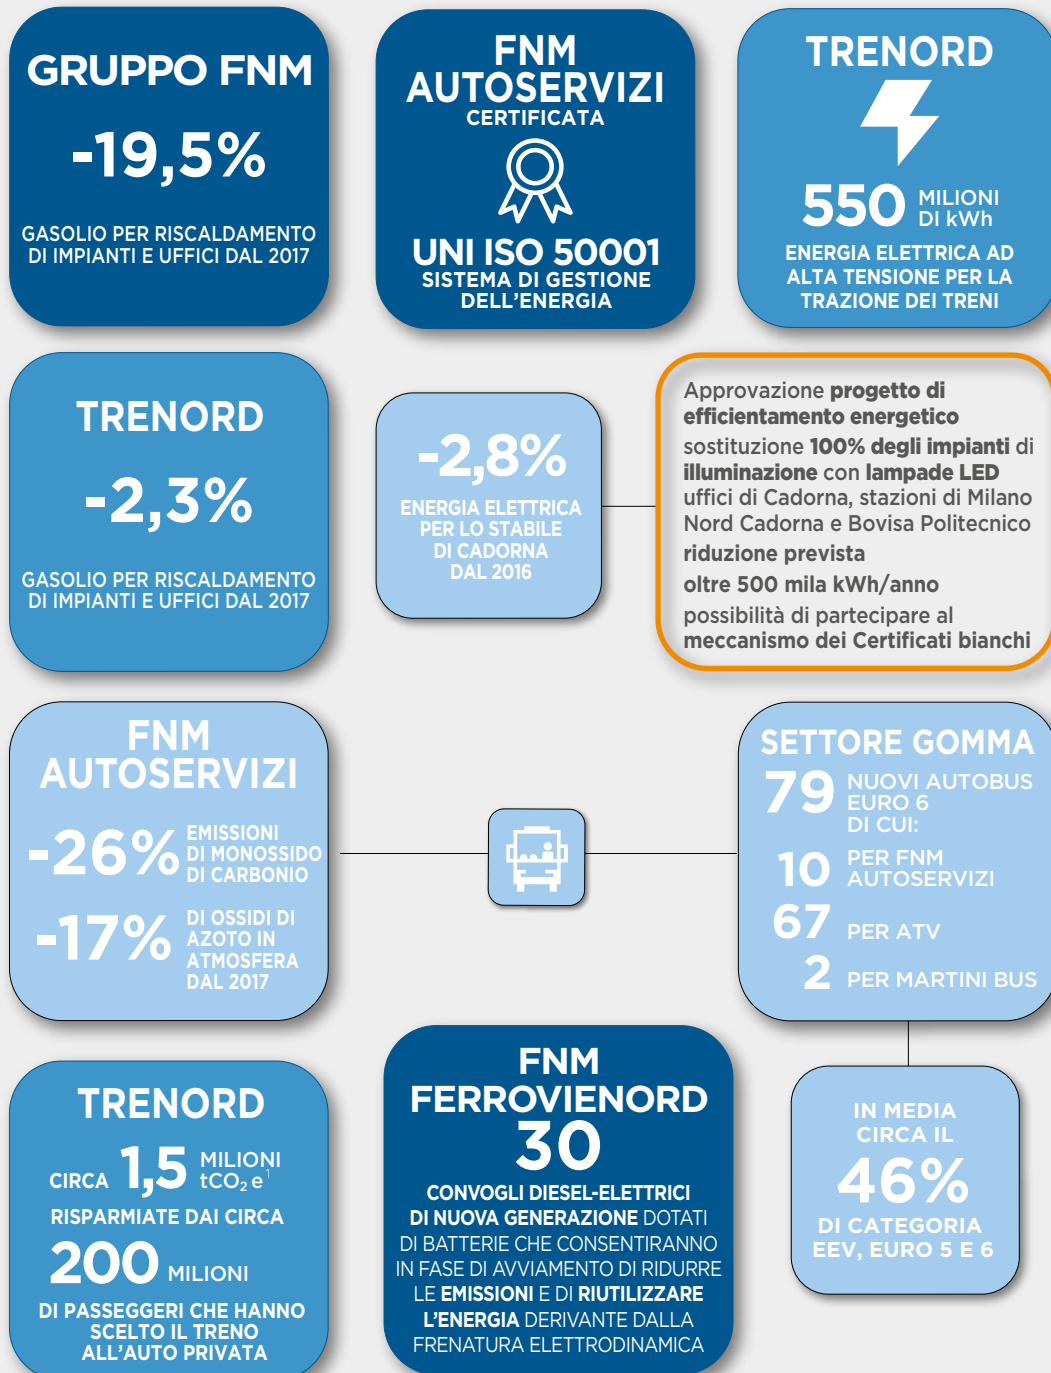 GRUPPO FNM
-19,5%
GASOLIO PER RISCALDAMENTO
DI IMPIANTI E UFFICI DAL 2017
FNM
AUTOSERVIZI
CERTIFICATA
UNI ISO 50001
SISTEMA DI GESTIONE
DELL'ENERGIA
TRENORD
550 MILIONI
DI kWh
ENERGIA ELETTRICA AD
ALTA TENSIONE PER LA
TRAZIONE DEI TRENI
TRENORD
-2,3%
GASOLIO PER RISCALDAMENTO
DI IMPIANTI E UFFICI DAL 2017
-2,8%
ENERGIA ELETTRICA
PER LO STABILE
DI CADORNA
DAL 2016
Approvazione progetto di
efficientamento energetico
sostituzione 100% degli impianti di
illuminazione con lampade LED
uffici di Cadorna, stazioni di Milano
Nord Cadorna e Bovisa Politecnico
riduzione prevista
oltre 500 mila kWh/anno
possibilità di partecipare al
meccanismo dei Certificati bianchi
FNM
AUTOSERVIZI
-26% EMISSIONI
DI MONOSSIDO
DI CARBONIO
-17% DI OSSIDI DI
AZOTO IN
ATMOSFERA
DAL 2017
SETTORE GOMMA
79 NUOVI AUTOBUS
EURO 6
DI CUI:
10 PER FNM
AUTOSERVIZI
67 PER ATV
2 PER MARTINI BUS
TRENORD
CIRCA 1,5 MILIONI
tCO₂e¹
RISPARMIATE DAI CIRCA
200 MILIONI
DI PASSEGGERI CHE HANNO
SCELTO IL TRENO
ALL'AUTO PRIVATA
FNM
FERROVIENORD
30
CONVOGLI DIESEL-ELETTRICI
DI NUOVA GENERAZIONE DOTATI
DI BATTERIE CHE CONSENTIRANNO
IN FASE DI AVVIAMENTO DI RIDURRE
LE EMISSIONI E DI RIUTILIZZARE
L'ENERGIA DERIVANTE DALLA
FRENATURA ELETTRODINAMICA
IN MEDIA
CIRCA IL
46%
DI CATEGORIA
EEV, EURO 5 E 6